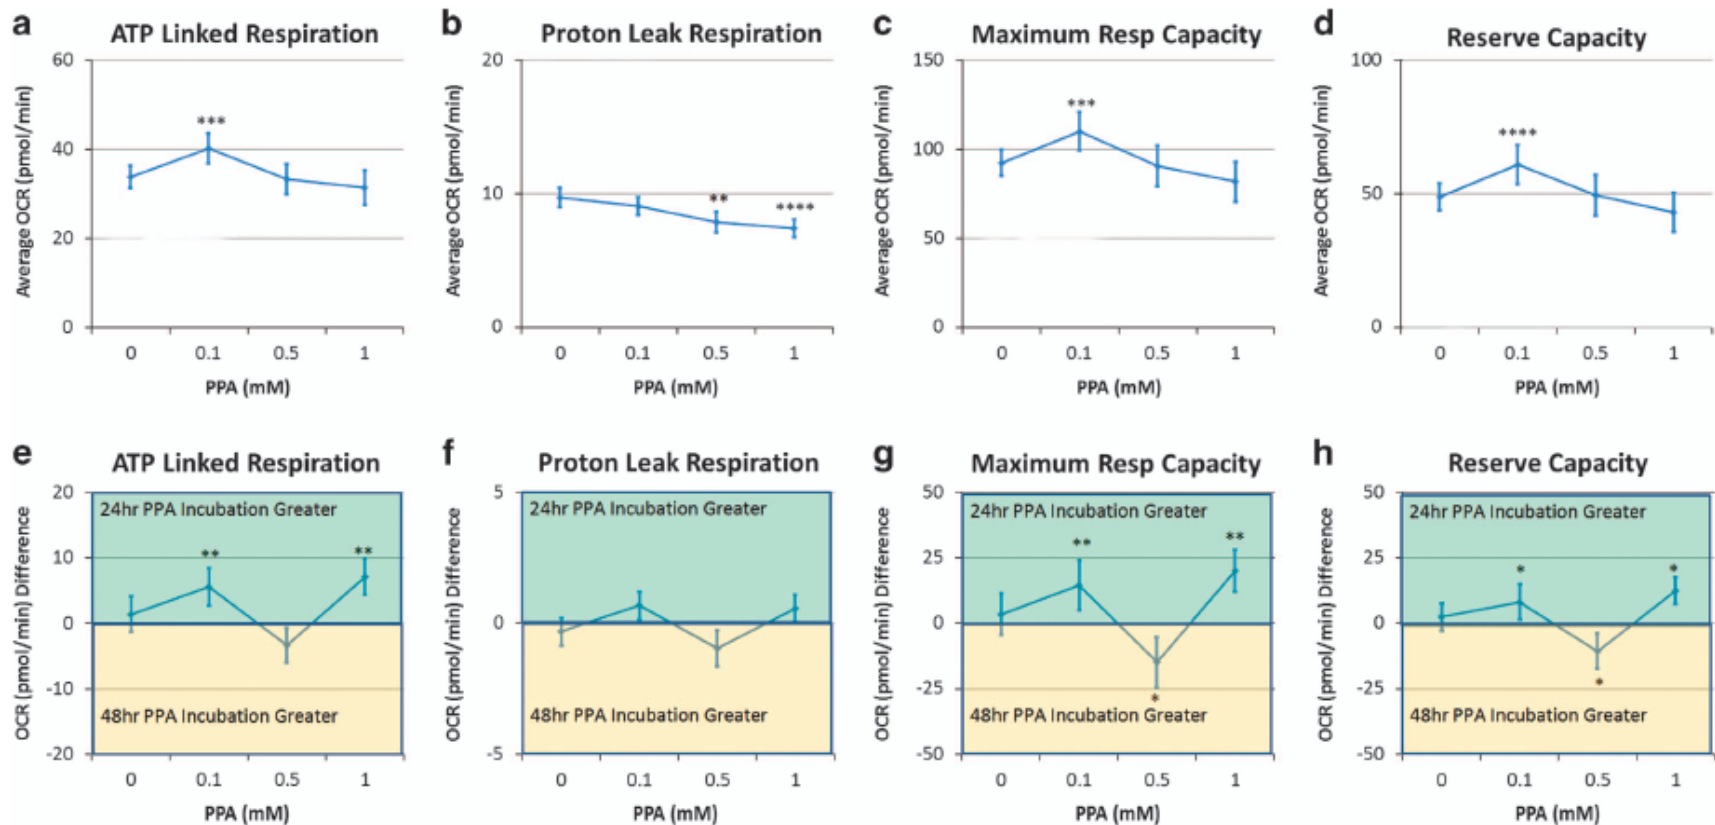 a ATP Linked Respiration
60
40
20
0
Average OCR (pmol/min)
***
0 0.1 0.5 1
PPA (mM)
b Proton Leak Respiration
20
10
0
Average OCR (pmol/min)
** ****
0 0.1 0.5 1
PPA (mM)
c Maximum Resp Capacity
150
100
50
0
Average OCR (pmol/min)
***
0 0.1 0.5 1
PPA (mM)
d Reserve Capacity
100
50
0
Average OCR (pmol/min)
****
0 0.1 0.5 1
PPA (mM)
e ATP Linked Respiration
20
10
0
-10
-20
OCR (pmol/min) Difference
24hr PPA Incubation Greater
** **
48hr PPA Incubation Greater
0 0.1 0.5 1
PPA (mM)
f Proton Leak Respiration
5
0
-5
OCR (pmol/min) Difference
24hr PPA Incubation Greater
48hr PPA Incubation Greater
0 0.1 0.5 1
PPA (mM)
g Maximum Resp Capacity
50
25
0
-25
-50
OCR (pmol/min) Difference
24hr PPA Incubation Greater
** **
*
48hr PPA Incubation Greater
0 0.1 0.5 1
PPA (mM)
h Reserve Capacity
50
25
0
-25
-50
OCR (pmol/min) Difference
24hr PPA Incubation Greater
* *
*
48hr PPA Incubation Greater
0 0.1 0.5 1
PPA (mM)